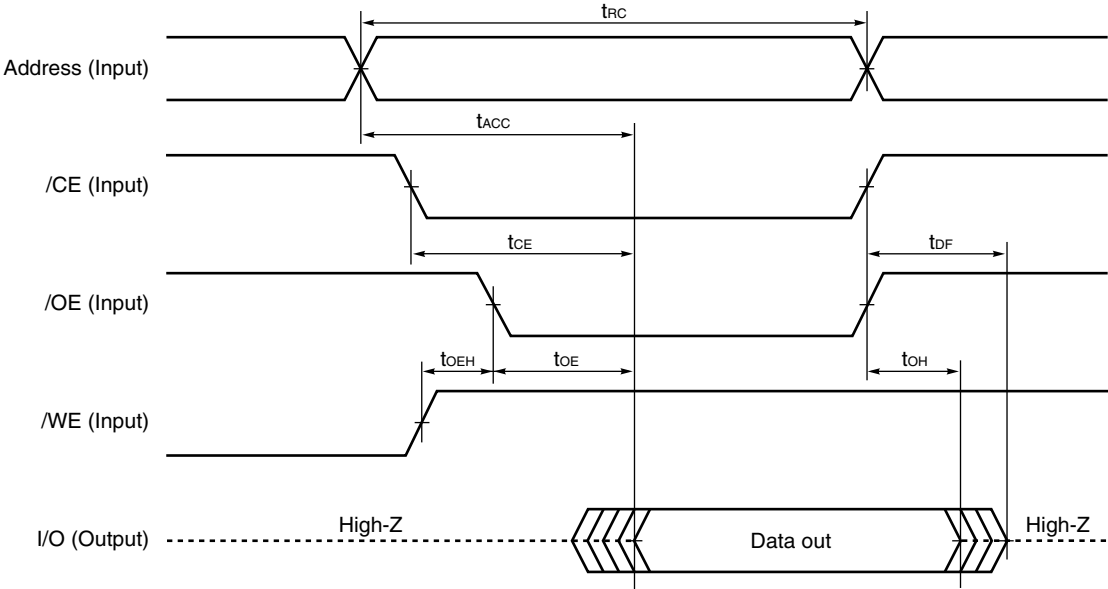 tRC
Address (Input)
tACC
/CE (Input)
tCE
tDF
/OE (Input)
tOEH
tOE
tOH
/WE (Input)
I/O (Output)
High-Z
Data out
High-Z